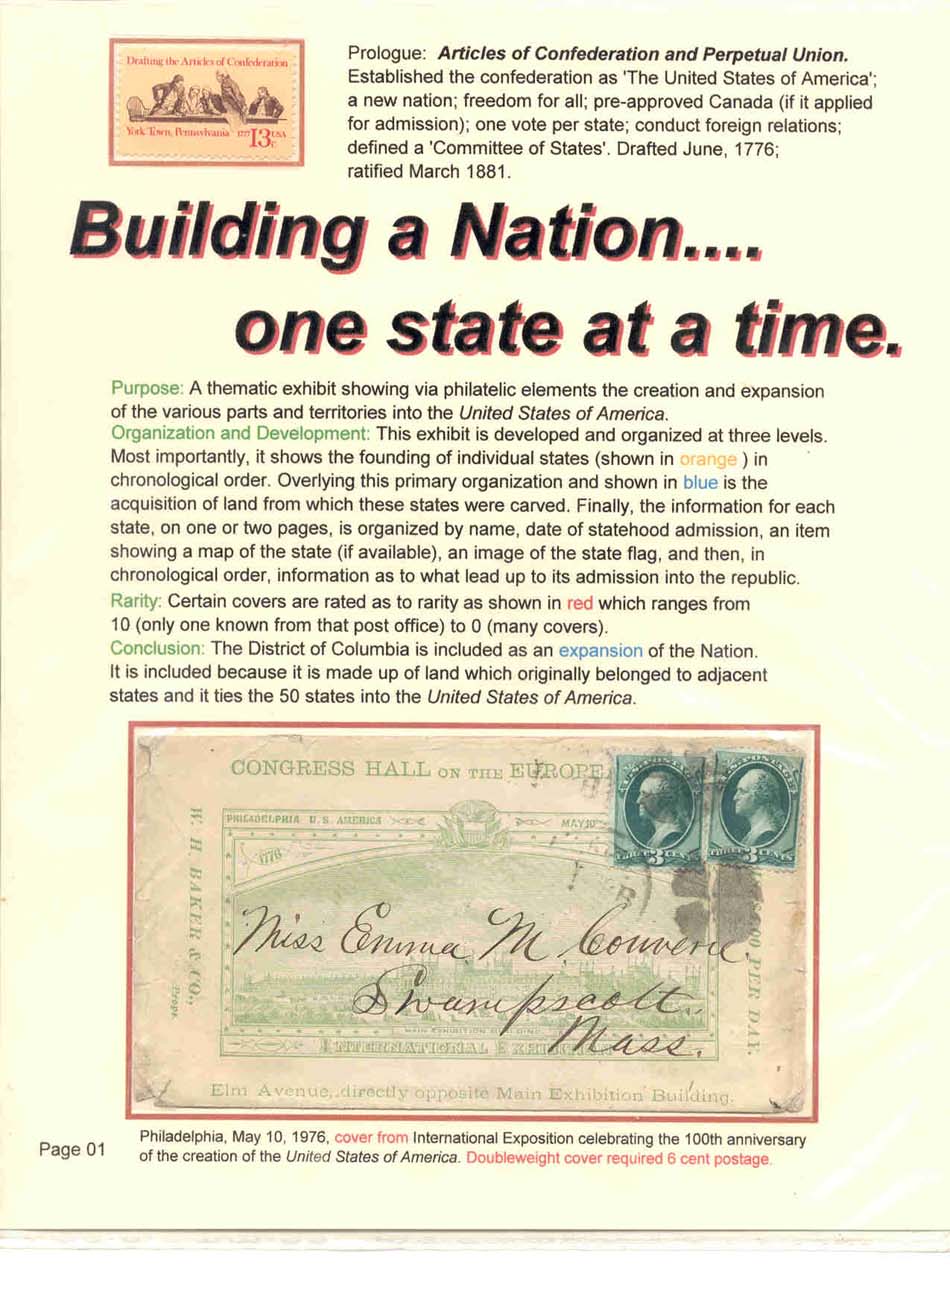 Drafting the Articles of Confederation
York Town, Pennsylvania 1777 13c USA
Prologue: Articles of Confederation and Perpetual Union.
Established the confederation as 'The United States of America';
a new nation; freedom for all; pre-approved Canada (if it applied
for admission); one vote per state; conduct foreign relations;
defined a 'Committee of States'. Drafted June, 1776;
ratified March 1881.
Building a Nation....
one state at a time.
Purpose: A thematic exhibit showing via philatelic elements the creation and expansion
of the various parts and territories into the United States of America.
Organization and Development: This exhibit is developed and organized at three levels.
Most importantly, it shows the founding of individual states (shown in orange ) in
chronological order. Overlying this primary organization and shown in blue is the
acquisition of land from which these states were carved. Finally, the information for each
state, on one or two pages, is organized by name, date of statehood admission, an item
showing a map of the state (if available), an image of the state flag, and then, in
chronological order, information as to what lead up to its admission into the republic.
Rarity: Certain covers are rated as to rarity as shown in red which ranges from
10 (only one known from that post office) to 0 (many covers).
Conclusion: The District of Columbia is included as an expansion of the Nation.
It is included because it is made up of land which originally belonged to adjacent
states and it ties the 50 states into the United States of America.
CONGRESS HALL ON THE EUROPE
U.S. POSTAGE
THREE 3 CENTS
U.S. POSTAGE
THREE 3 CENTS
PHILADELPHIA U.S. AMERICA MAY 10
1776
W. H. BAKER & CO.,
Props.
00 PER DAY.
Miss Emma M. Converse
Swampscott.
Mass.
MAIN EXHIBITION BUILDING
INTERNATIONAL EXHI
Elm Avenue, directly opposite Main Exhibition Building.
Philadelphia, May 10, 1976, cover from International Exposition celebrating the 100th anniversary
of the creation of the United States of America. Doubleweight cover required 6 cent postage.
Page 01